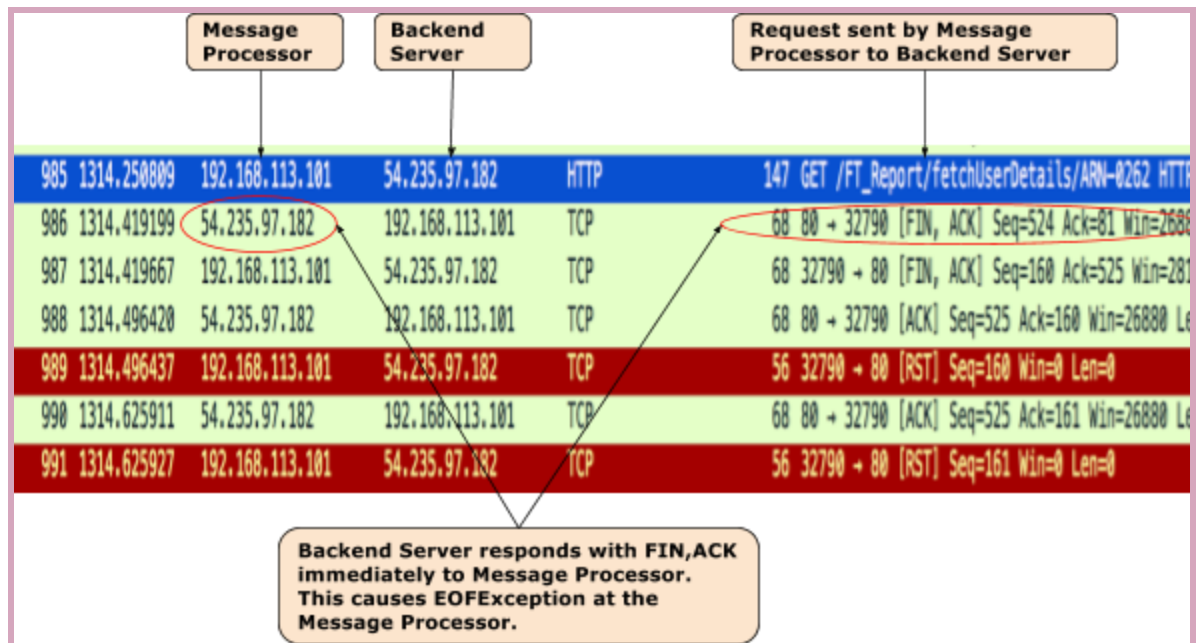 Message
Processor
Backend
Server
Request sent by Message
Processor to Backend Server
985 1314.250809 192.168.113.101 54.235.97.182 HTTP 147 GET /FT_Report/fetchUserDetails/ARN-0262 HTTP
986 1314.419199 54.235.97.182 192.168.113.101 TCP 68 80 → 32790 [FIN, ACK] Seq=524 Ack=81 Win=2688
987 1314.419667 192.168.113.101 54.235.97.182 TCP 68 32790 → 80 [FIN, ACK] Seq=160 Ack=525 Win=281
988 1314.496420 54.235.97.182 192.168.113.101 TCP 68 80 → 32790 [ACK] Seq=525 Ack=160 Win=26880 Le
989 1314.496437 192.168.113.101 54.235.97.182 TCP 56 32790 → 80 [RST] Seq=160 Win=0 Len=0
990 1314.625911 54.235.97.182 192.168.113.101 TCP 68 80 → 32790 [ACK] Seq=525 Ack=161 Win=26880 Le
991 1314.625927 192.168.113.101 54.235.97.182 TCP 56 32790 → 80 [RST] Seq=161 Win=0 Len=0
Backend Server responds with FIN,ACK
immediately to Message Processor.
This causes EOFException at the
Message Processor.